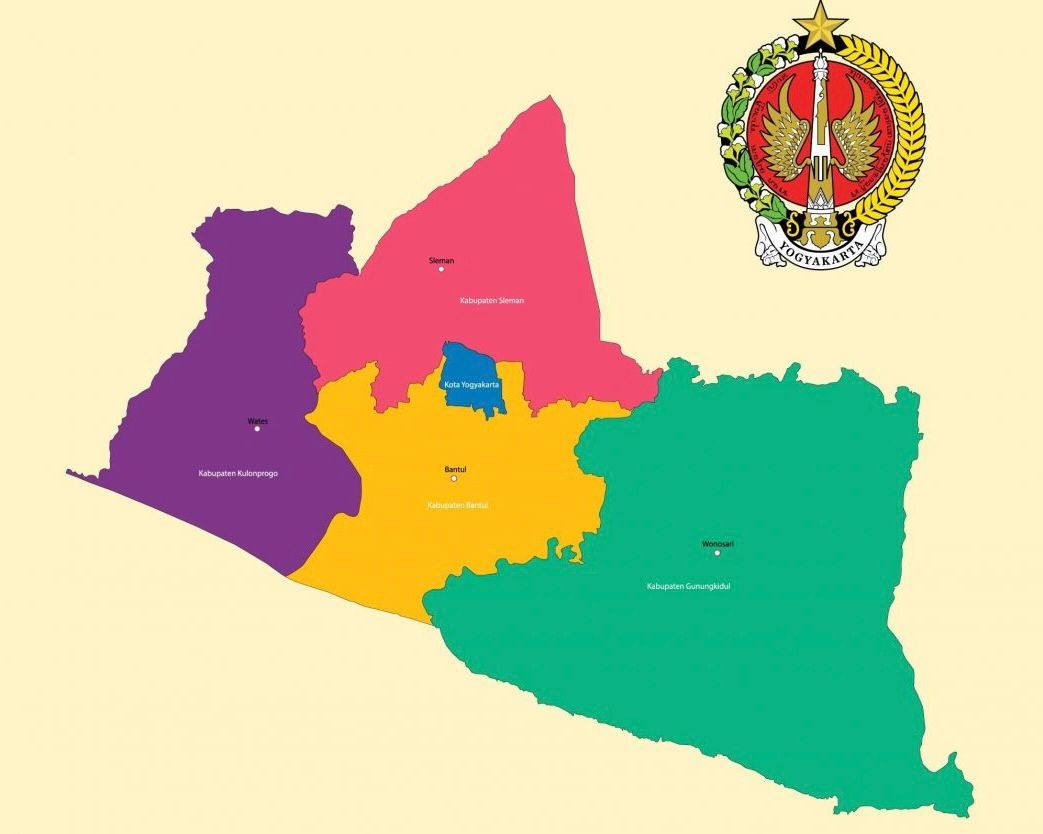 YOGYAKARTA
Sleman
Kabupaten Sleman
Kota Yogyakarta
Wates
Kabupaten Kulonprogo
Bantul
Kabupaten Bantul
Wonosari
Kabupaten Gunungkidul